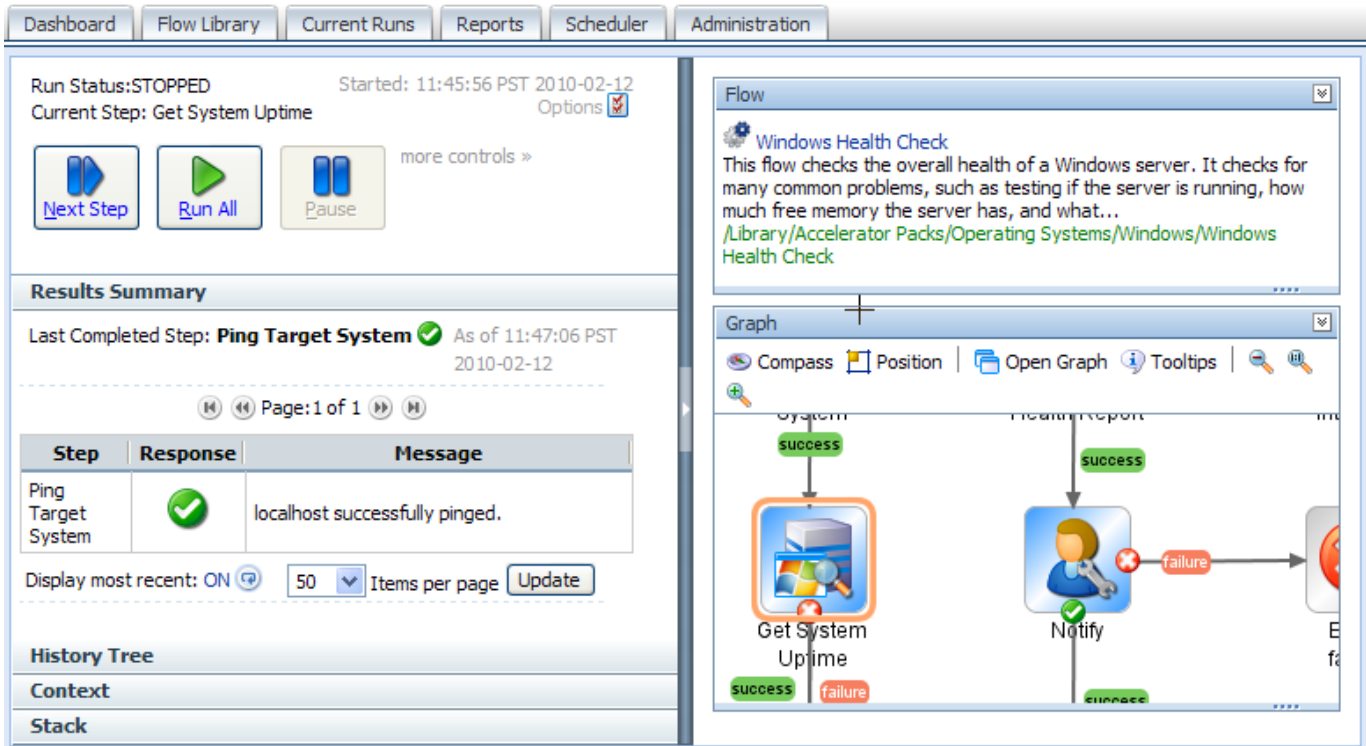 Dashboard
Flow Library
Current Runs
Reports
Scheduler
Administration
Run Status:STOPPED
Started: 11:45:56 PST 2010-02-12
Current Step: Get System Uptime
Options
Next Step
Run All
Pause
more controls »
Results Summary
Last Completed Step: Ping Target System
As of 11:47:06 PST
2010-02-12
Page:1 of 1
Step
Response
Message
Ping
Target
System
localhost successfully pinged.
Display most recent: ON
50
Items per page
Update
History Tree
Context
Stack
Flow
Windows Health Check
This flow checks the overall health of a Windows server. It checks for
many common problems, such as testing if the server is running, how
much free memory the server has, and what...
/Library/Accelerator Packs/Operating Systems/Windows/Windows
Health Check
Graph
Compass
Position
Open Graph
Tooltips
System
Health Report
success
success
failure
Get System
Uptime
Notify
success
failure
success